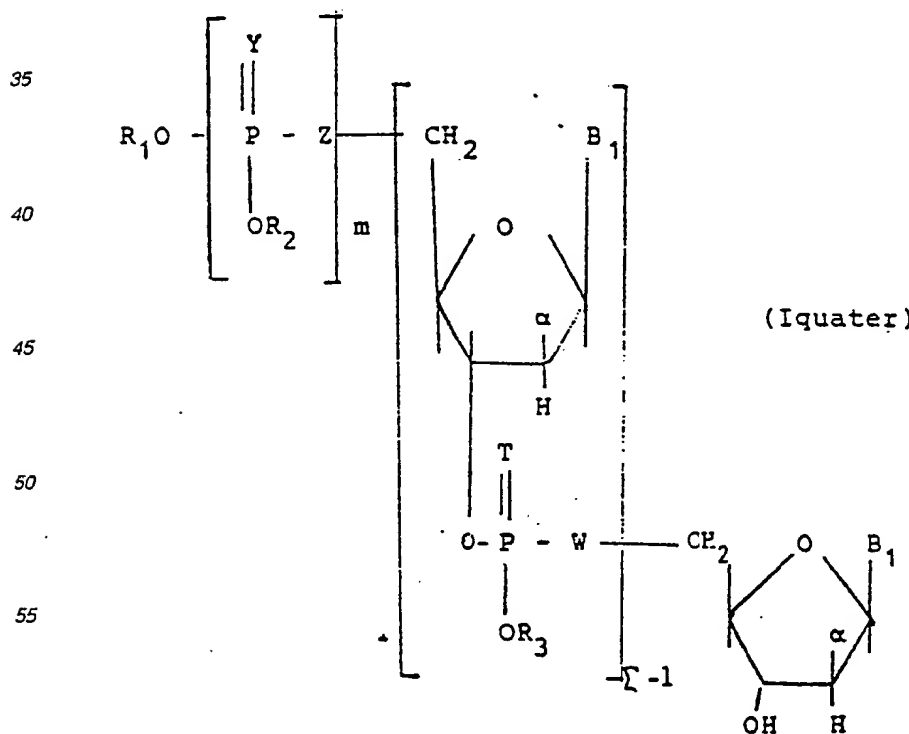 Y
35
R₁O - P - Z CH₂ B₁
40
OR₂ m O
α
(Iquater)
45
H
T
50
O-P - W CH₂ O B₁
55
OR₃ α
Σ-1
OH H